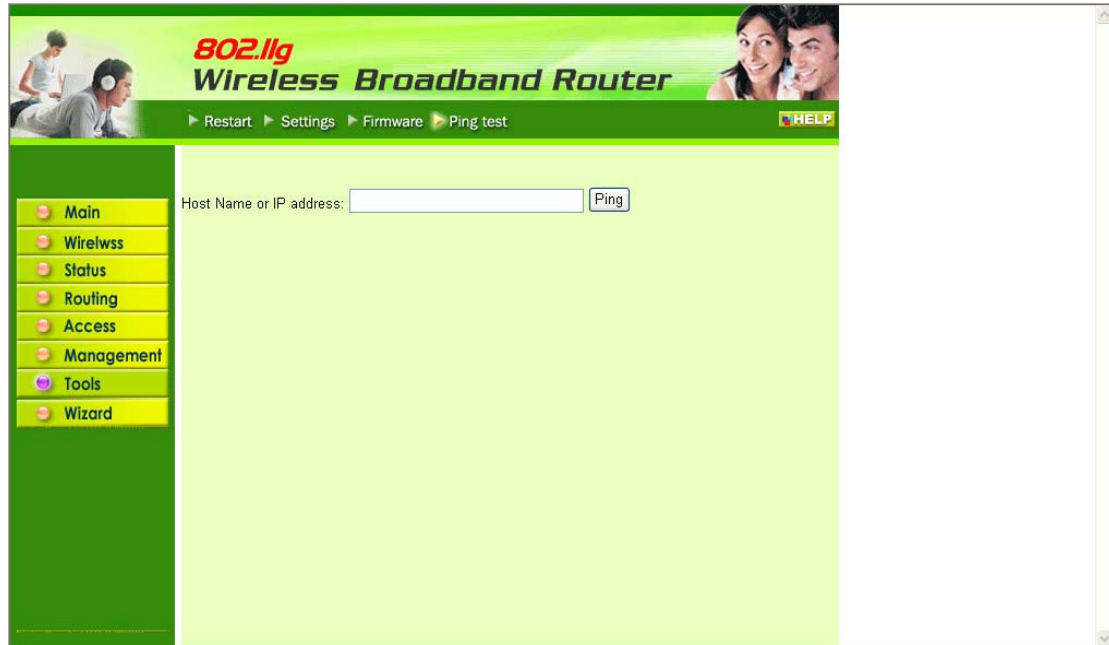 802.11g
Wireless Broadband Router
Restart Settings Firmware Ping test HELP
Host Name or IP address: Ping
Main
Wirelwss
Status
Routing
Access
Management
Tools
Wizard